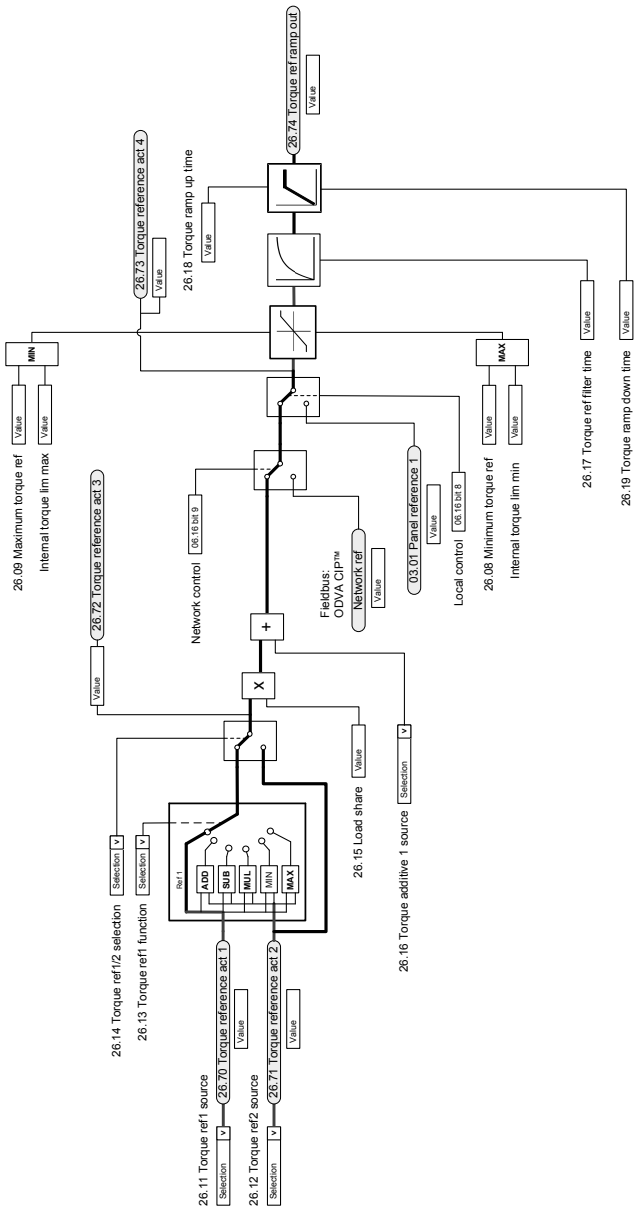 26.11 Torque ref1 source
Selection v
26.70 Torque reference act 1
Value
26.12 Torque ref2 source
Selection v
26.71 Torque reference act 2
Value
26.14 Torque ref1/2 selection
Selection v
26.13 Torque ref1 function
Selection v
Ref 1
ADD
SUB
MUL
MIN
MAX
Value
26.72 Torque reference act 3
26.15 Load share
Value
26.16 Torque additive 1 source
Selection v
X
+
Network control
06.16 bit 9
Fieldbus:
ODVA CIP™
Network ref
Value
03.01 Panel reference 1
Value
Local control
06.16 bit 8
26.09 Maximum torque ref
Value
Internal torque lim max
Value
MIN
26.08 Minimum torque ref
Value
Internal torque lim min
Value
MAX
26.73 Torque reference act 4
Value
26.18 Torque ramp up time
Value
26.17 Torque ref filter time
Value
26.19 Torque ramp down time
Value
26.74 Torque ref ramp out
Value